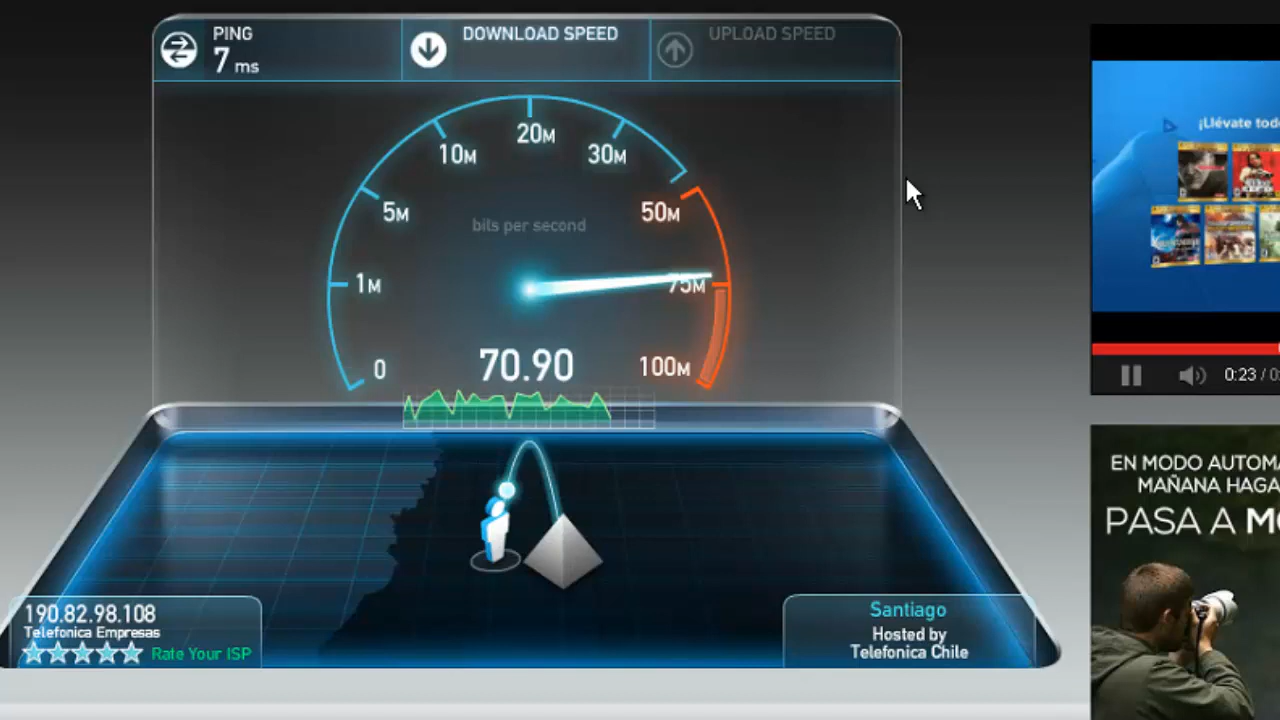 PING
7 ms
DOWNLOAD SPEED
UPLOAD SPEED
20M
10M
30M
5M
50M
bits per second
1M
75M
0
70.90
100M
190.82.98.108
Telefonica Empresas
Rate Your ISP
Santiago
Hosted by
Telefonica Chile
¡Llévate tod
0:23 / 0:
EN MODO AUTOMA
MAÑANA HAGA
PASA A M